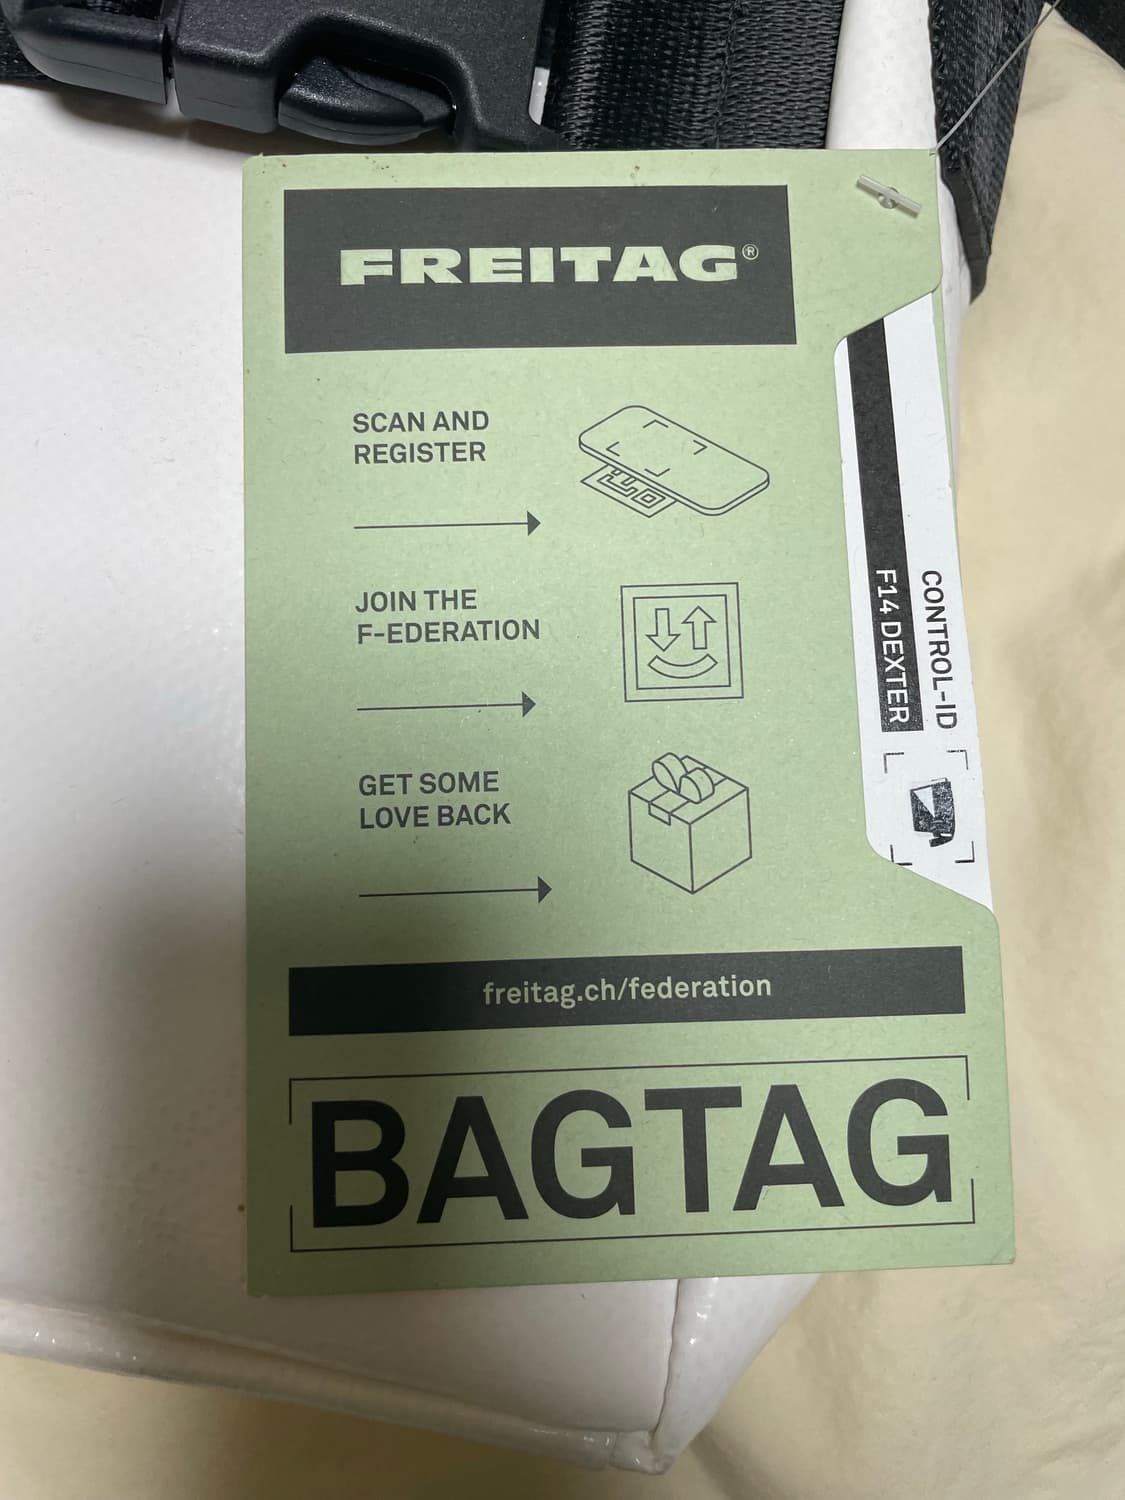 FREITAG®
SCAN AND
REGISTER
JOIN THE
F-EDERATION
GET SOME
LOVE BACK
freitag.ch/federation
BAGTAG
CONTROL-ID
F14 DEXTER